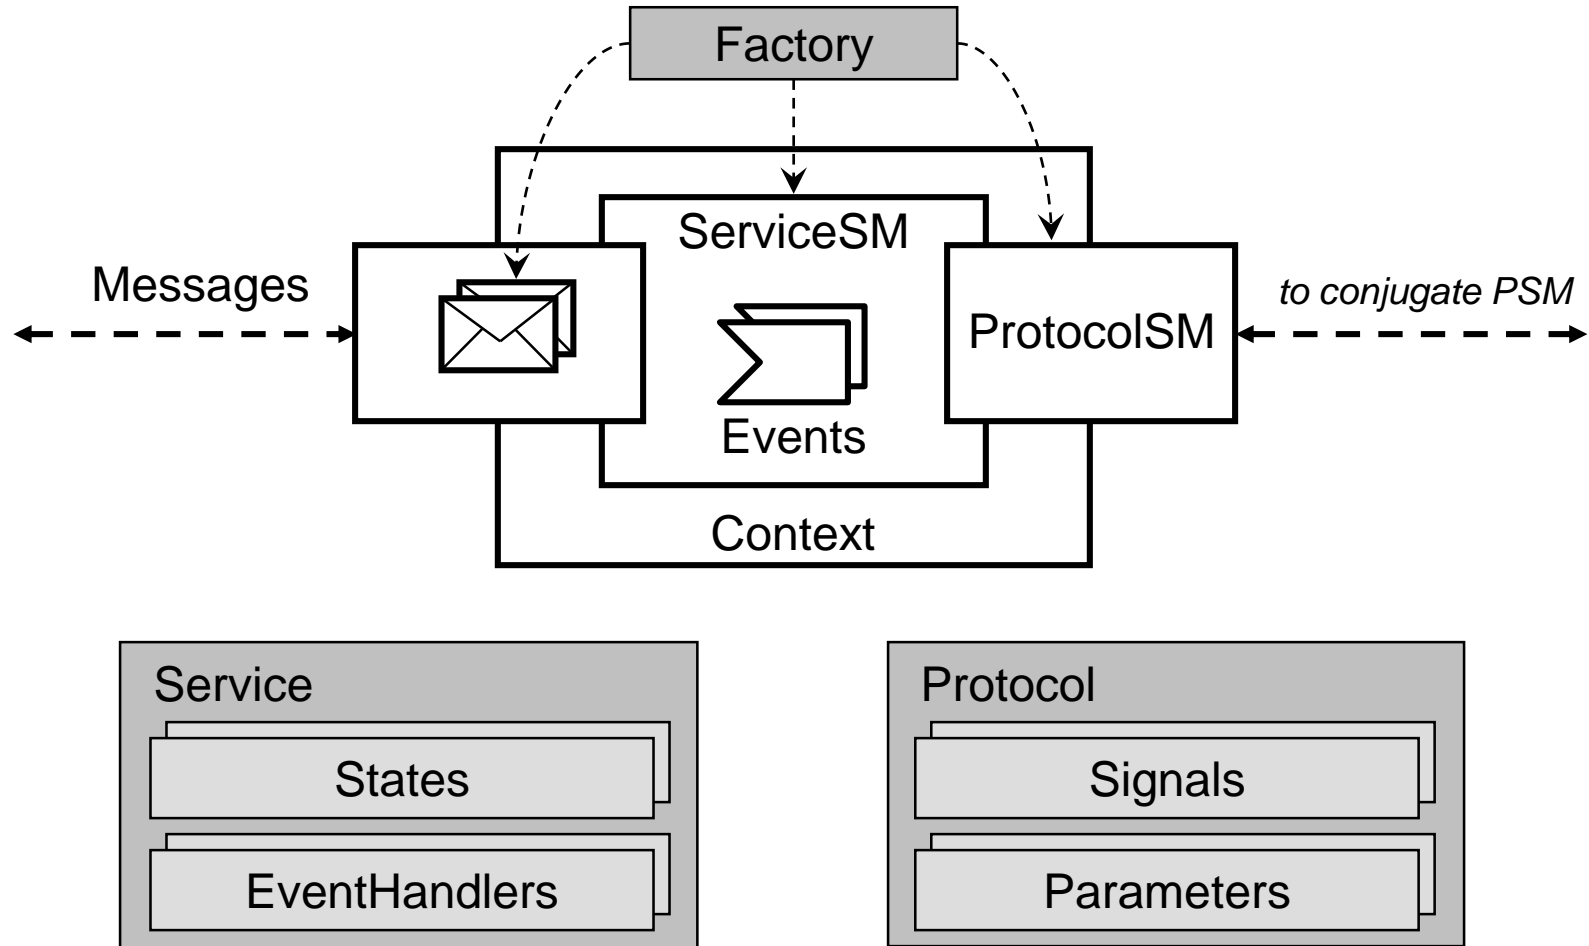 Factory
ServiceSM
Messages
to conjugate PSM
ProtocolSM
Events
Context
Service
States
EventHandlers
Protocol
Signals
Parameters